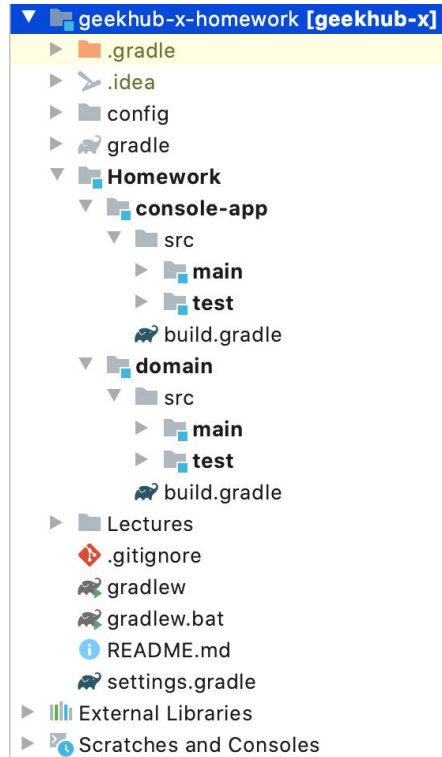 geekhub-x-homework [geekhub-x]
.gradle
.idea
config
gradle
Homework
console-app
src
main
test
build.gradle
domain
src
main
test
build.gradle
Lectures
.gitignore
gradlew
gradlew.bat
README.md
settings.gradle
External Libraries
Scratches and Consoles